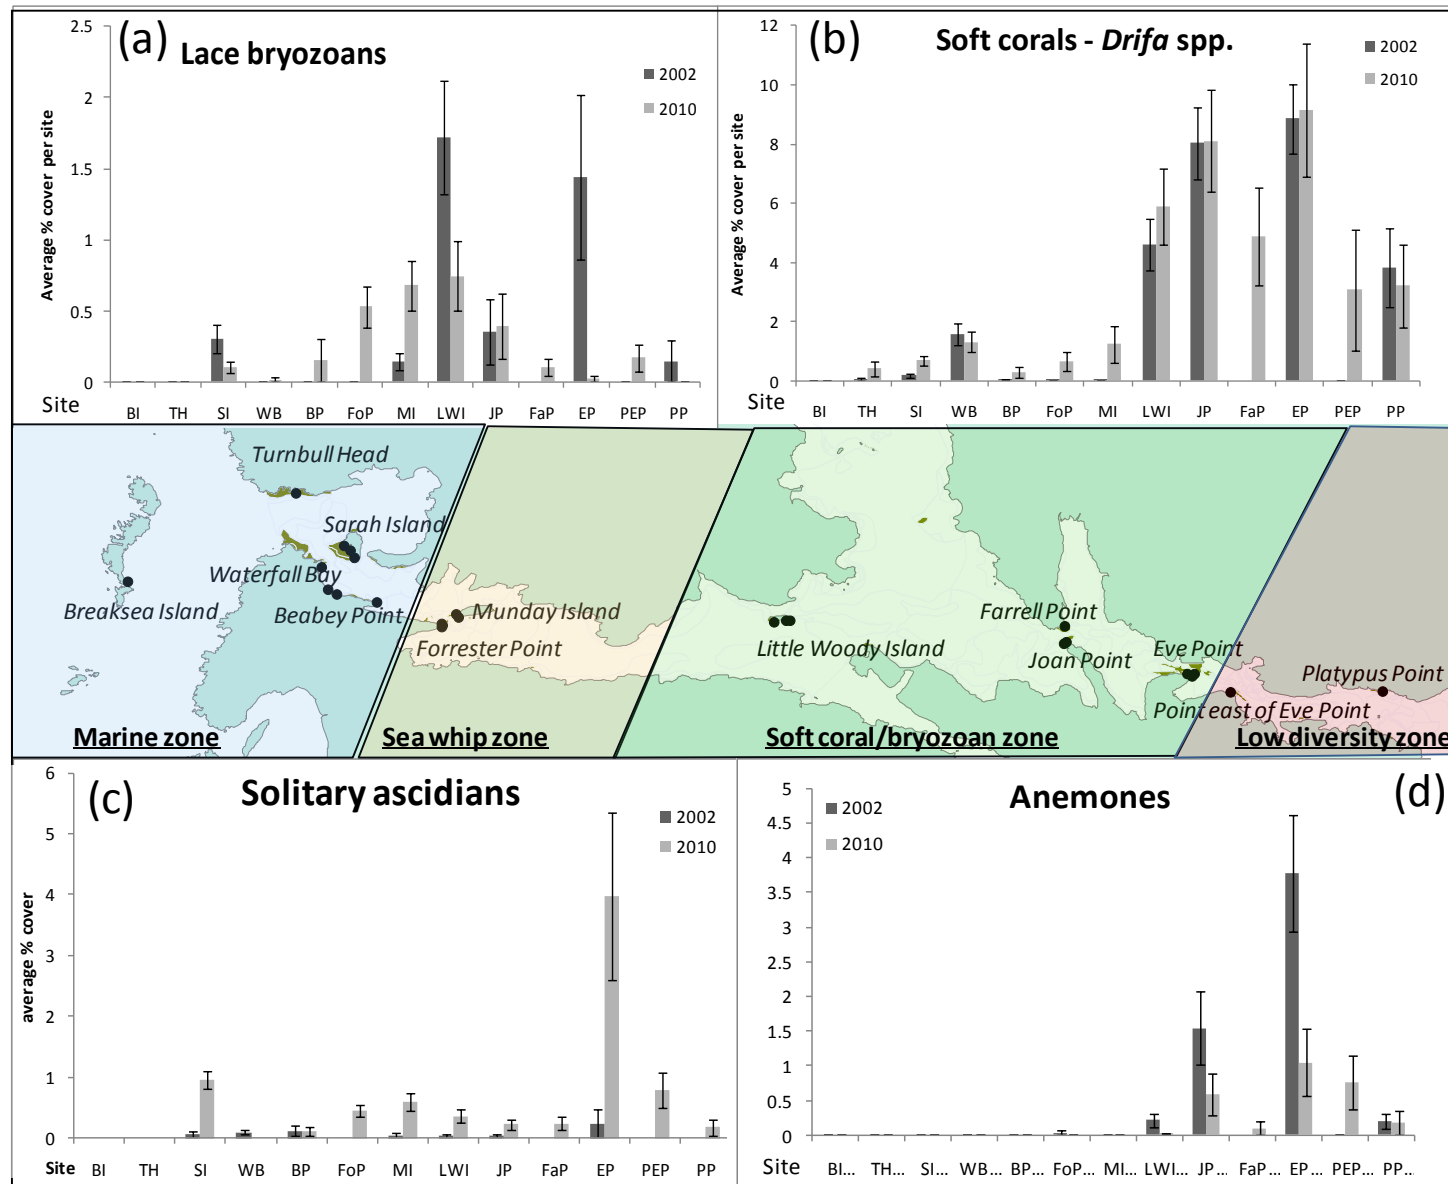 (a) Lace bryozoans
2002
2010
Average % cover per site
2.5
2
1.5
1
0.5
0
Site BI TH SI WB BP FoP MI LWI JP FaP EP PEP PP
(b) Soft corals - Drifa spp.
2002
2010
Average % cover per site
12
10
8
6
4
2
0
Site BI TH SI WB BP FoP MI LWI JP FaP EP PEP PP
Turnbull Head
Sarah Island
Waterfall Bay
Breaksea Island
Beabey Point
Munday Island
Forrester Point
Little Woody Island
Farrell Point
Joan Point
Eve Point
Platypus Point
Point east of Eve Point
Marine zone
Sea whip zone
Soft coral/bryozoan zone
Low diversity zone
(c) Solitary ascidians
2002
2010
average % cover
6
5
4
3
2
1
0
Site BI TH SI WB BP FoP MI LWI JP FaP EP PEP PP
Anemones (d)
2002
2010
5
4.5
4
3.5
3
2.5
2
1.5
1
0.5
0
Site BI... TH... SI... WB... BP... FoP... MI... LWI... JP... FaP... EP... PEP... PP...